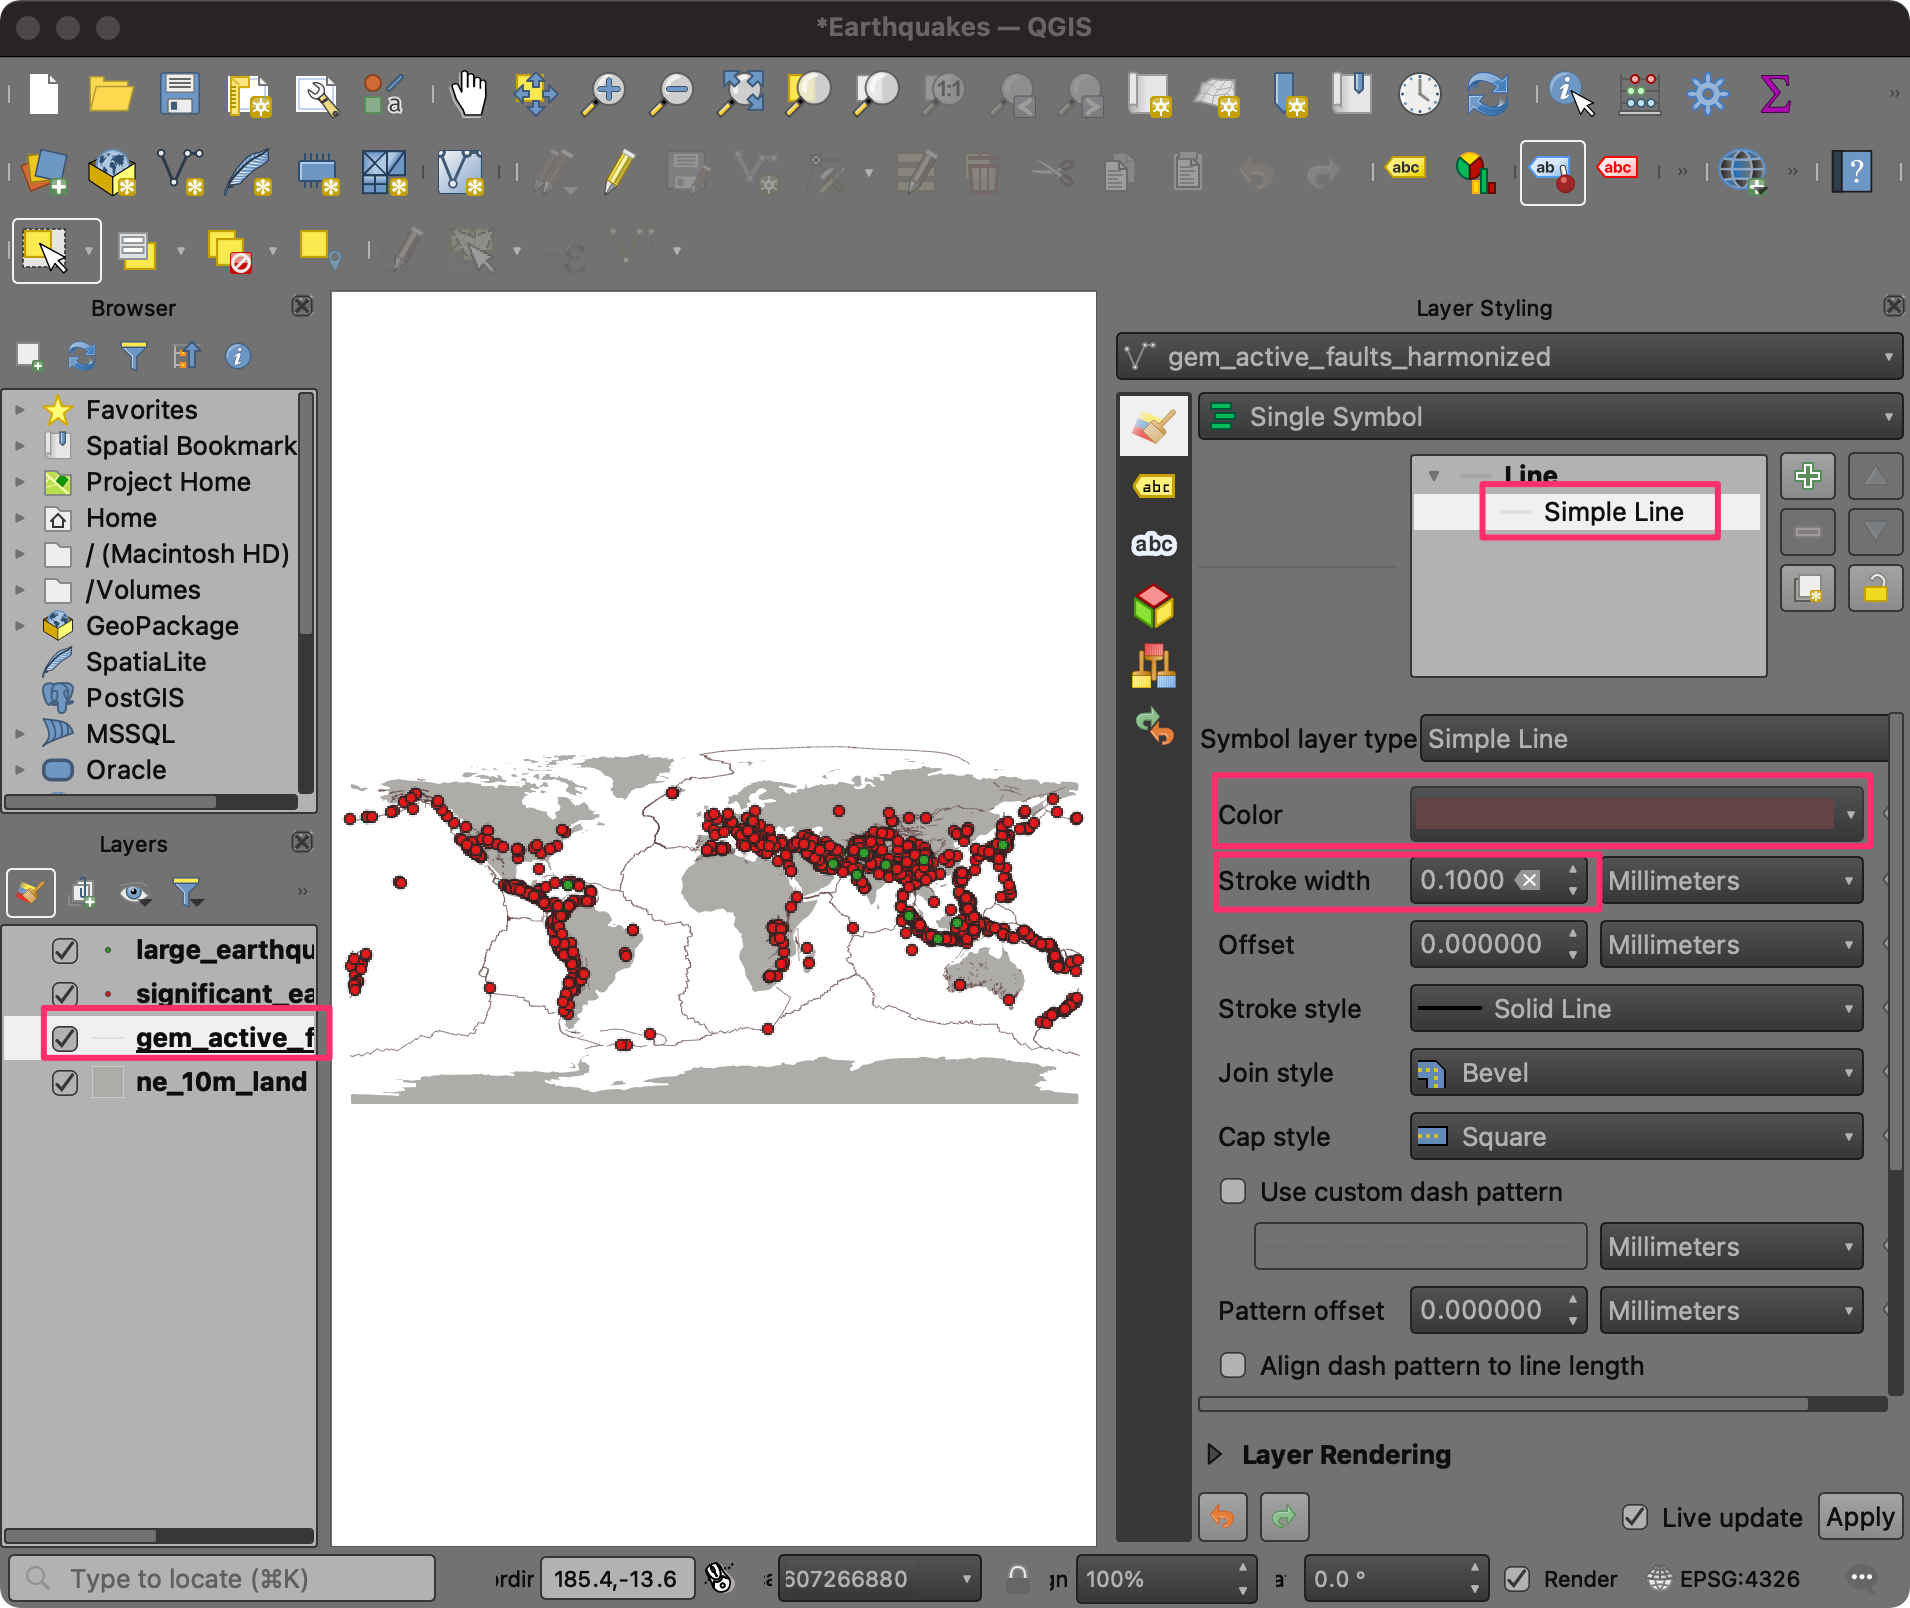 *Earthquakes — QGIS
a
1:1
abc
ab
abc
?
Browser
Favorites
Spatial Bookmark
Project Home
Home
/ (Macintosh HD)
/Volumes
GeoPackage
SpatiaLite
PostGIS
MSSQL
Oracle
Layers
large_earthqu
significant_ea
gem_active_f
ne_10m_land
Layer Styling
gem_active_faults_harmonized
Single Symbol
abc
abc
Line
Simple Line
Symbol layer type Simple Line
Color
Stroke width 0.1000 Millimeters
Offset 0.000000 Millimeters
Stroke style Solid Line
Join style Bevel
Cap style Square
Use custom dash pattern
Millimeters
Pattern offset 0.000000 Millimeters
Align dash pattern to line length
Layer Rendering
Live update Apply
Type to locate (⌘K) ordir 185.4,-13.6 607266880 gn 100% 0.0 ° Render EPSG:4326